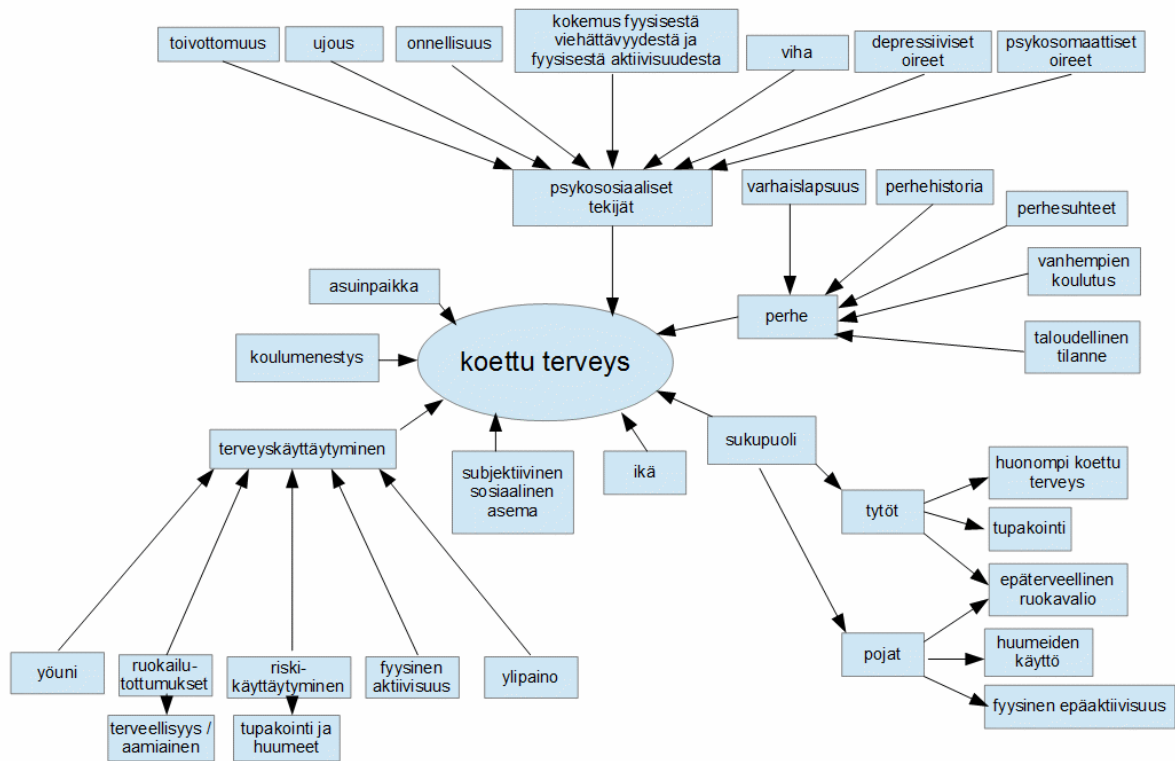 toivottomuus
ujous
onnellisuus
kokemus fyysisestä
viehättävyydestä ja
fyysisestä aktiivisuudesta
viha
depressiiviset
oireet
psykosomaattiset
oireet
psykososiaaliset
tekijät
varhaislapsuus
perhehistoria
perhesuhteet
vanhempien
koulutus
perhe
taloudellinen
tilanne
asuinpaikka
koulumenestys
koettu terveys
terveyskäyttäytyminen
subjektiivinen
sosiaalinen
asema
ikä
sukupuoli
tytöt
huonompi koettu
terveys
tupakointi
epäterveellinen
ruokavalio
pojat
huumeiden
käyttö
fyysinen epäaktiivisuus
yöuni
ruokailu-
tottumukset
riski-
käyttäytyminen
fyysinen
aktiivisuus
ylipaino
terveellisyys /
aamiainen
tupakointi ja
huumeet